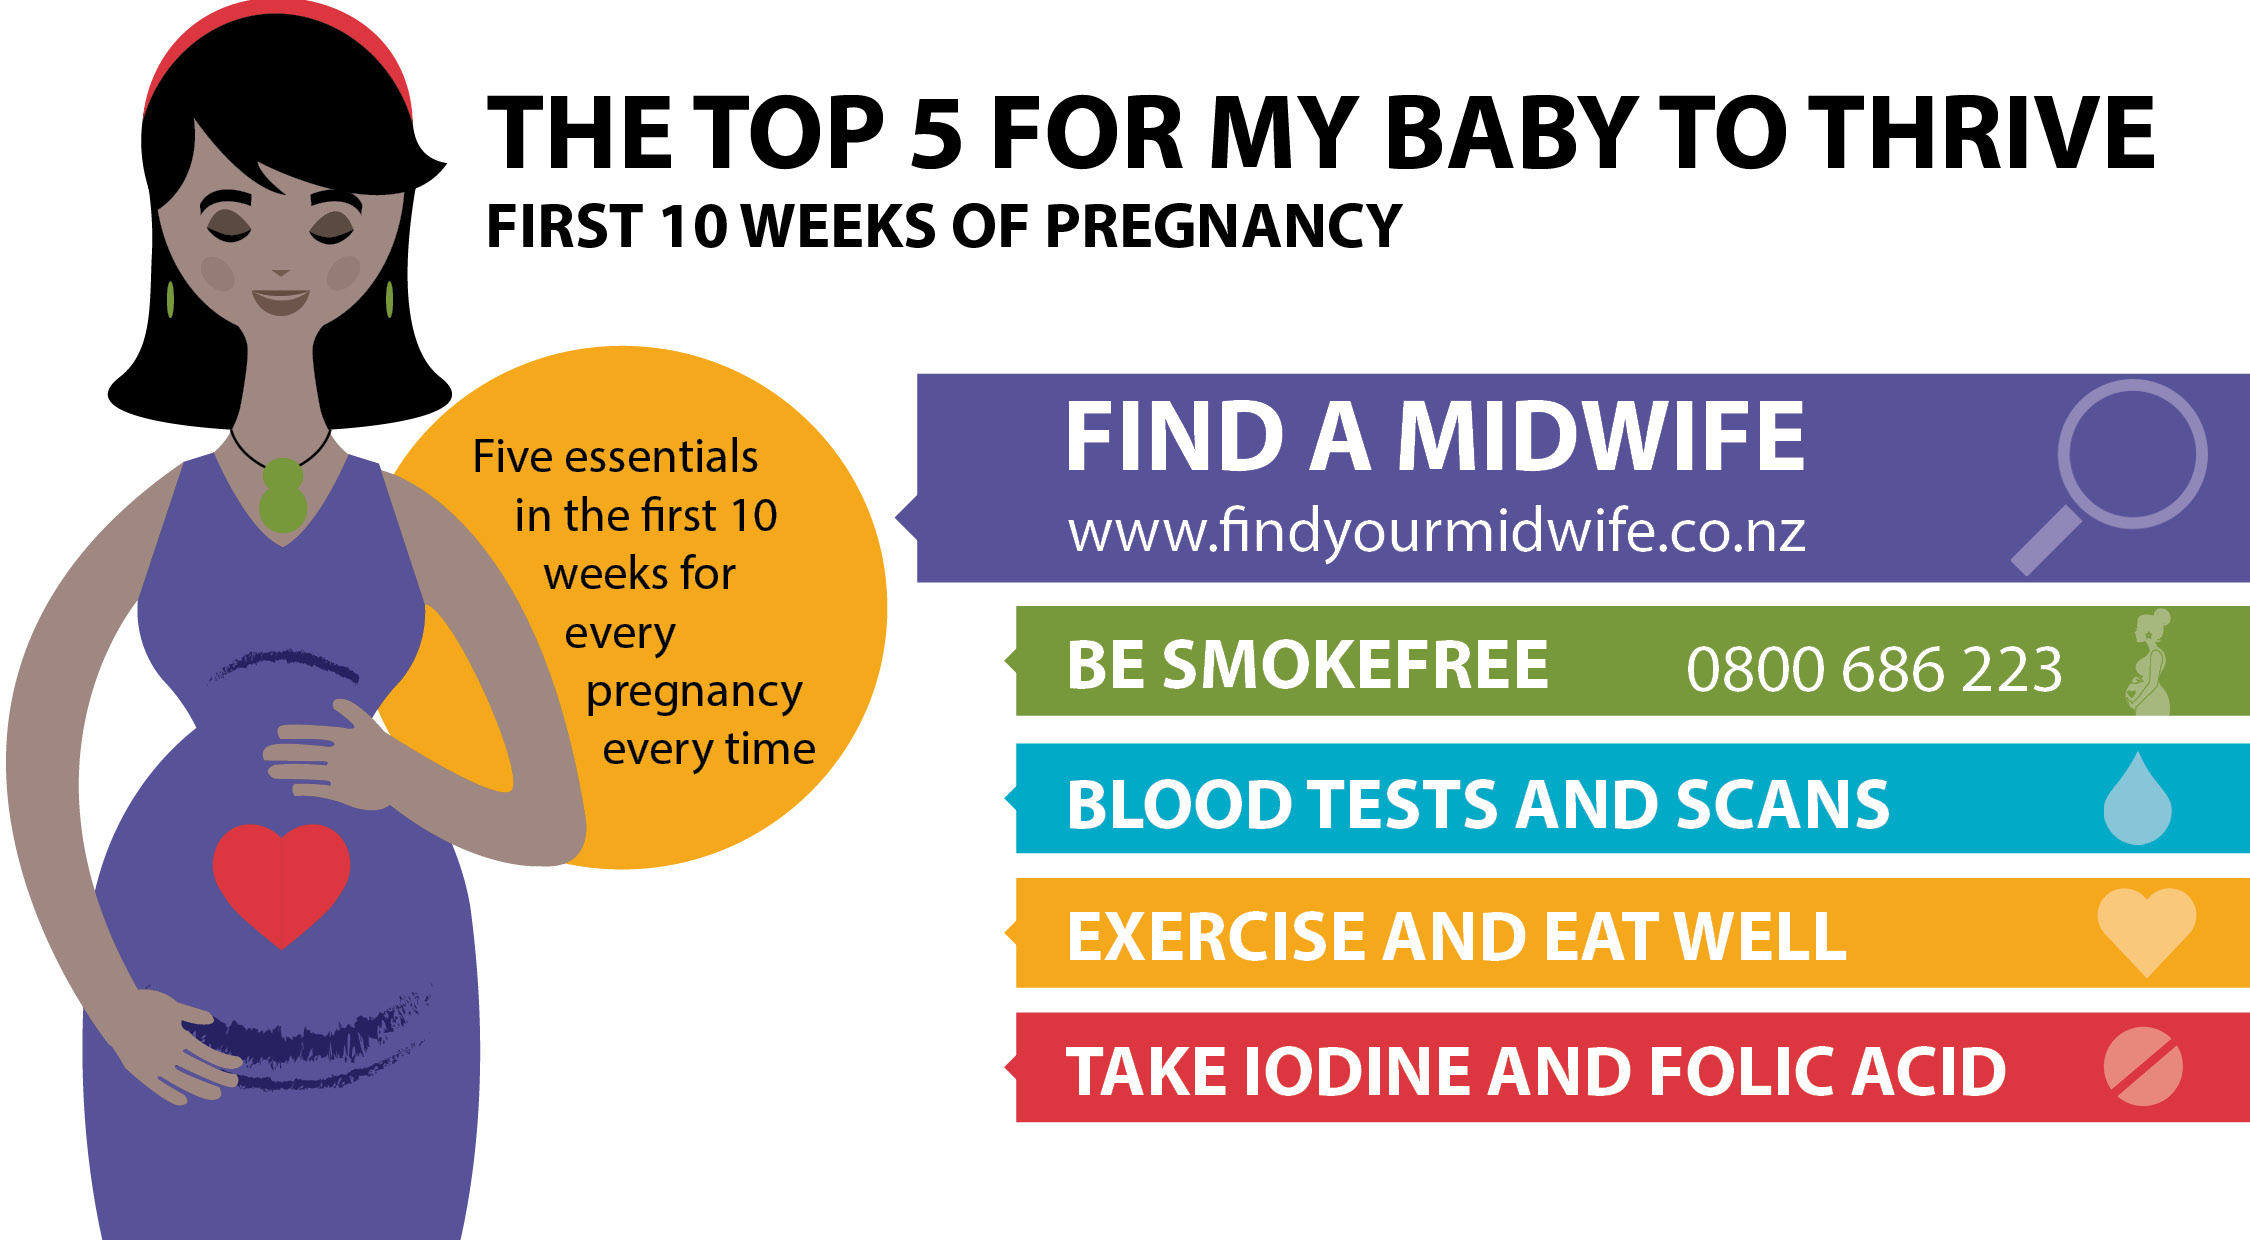 THE TOP 5 FOR MY BABY TO THRIVE
FIRST 10 WEEKS OF PREGNANCY
Five essentials
in the first 10
weeks for
every
pregnancy
every time
FIND A MIDWIFE
www.findyourmidwife.co.nz
BE SMOKEFREE 0800 686 223
BLOOD TESTS AND SCANS
EXERCISE AND EAT WELL
TAKE IODINE AND FOLIC ACID